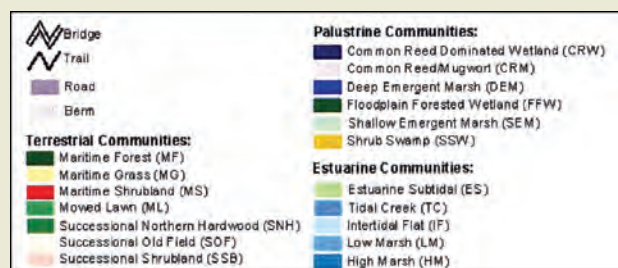 Bridge
Trail
Road
Berm
Terrestrial Communities:
Maritime Forest (MF)
Maritime Grass (MG)
Maritime Shrubland (MS)
Mowed Lawn (ML)
Successional Northern Hardwood (SNH)
Successional Old Field (SOF)
Successional Shrubland (SSB)
Palustrine Communities:
Common Reed Dominated Wetland (CRW)
Common Reed/Mugwort (CRM)
Deep Emergent Marsh (DEM)
Floodplain Forested Wetland (FFW)
Shallow Emergent Marsh (SEM)
Shrub Swamp (SSW)
Estuarine Communities:
Estuarine Subtidal (ES)
Tidal Creek (TC)
Intertidal Flat (IF)
Low Marsh (LM)
High Marsh (HM)